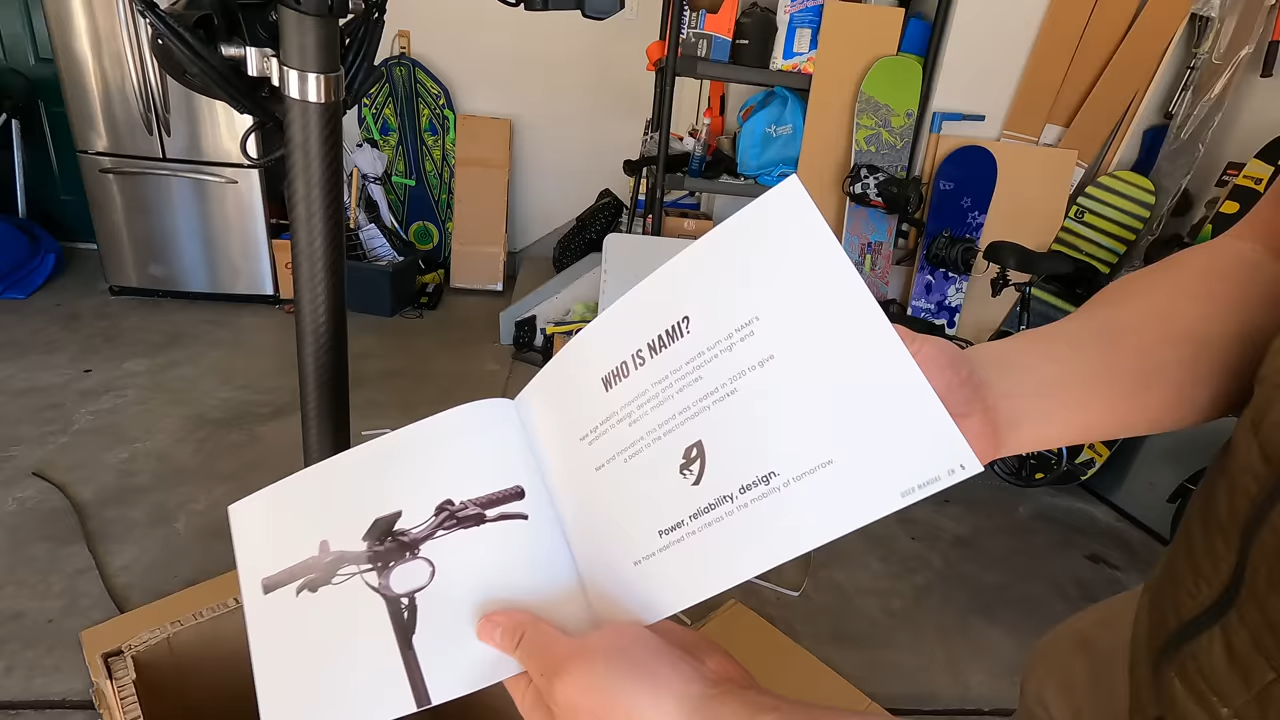 WHO IS NAMI?
New Age Mobility Innovation. These four words sum up NAMI's
ambition to design, develop and manufacture high-end
electric mobility vehicles.
New and innovative, this brand was created in 2020 to give
a boost to the electromobility market.
Power, reliability, design.
We have redefined the criterias for the mobility of tomorrow.
USER MANUAL - EN 5